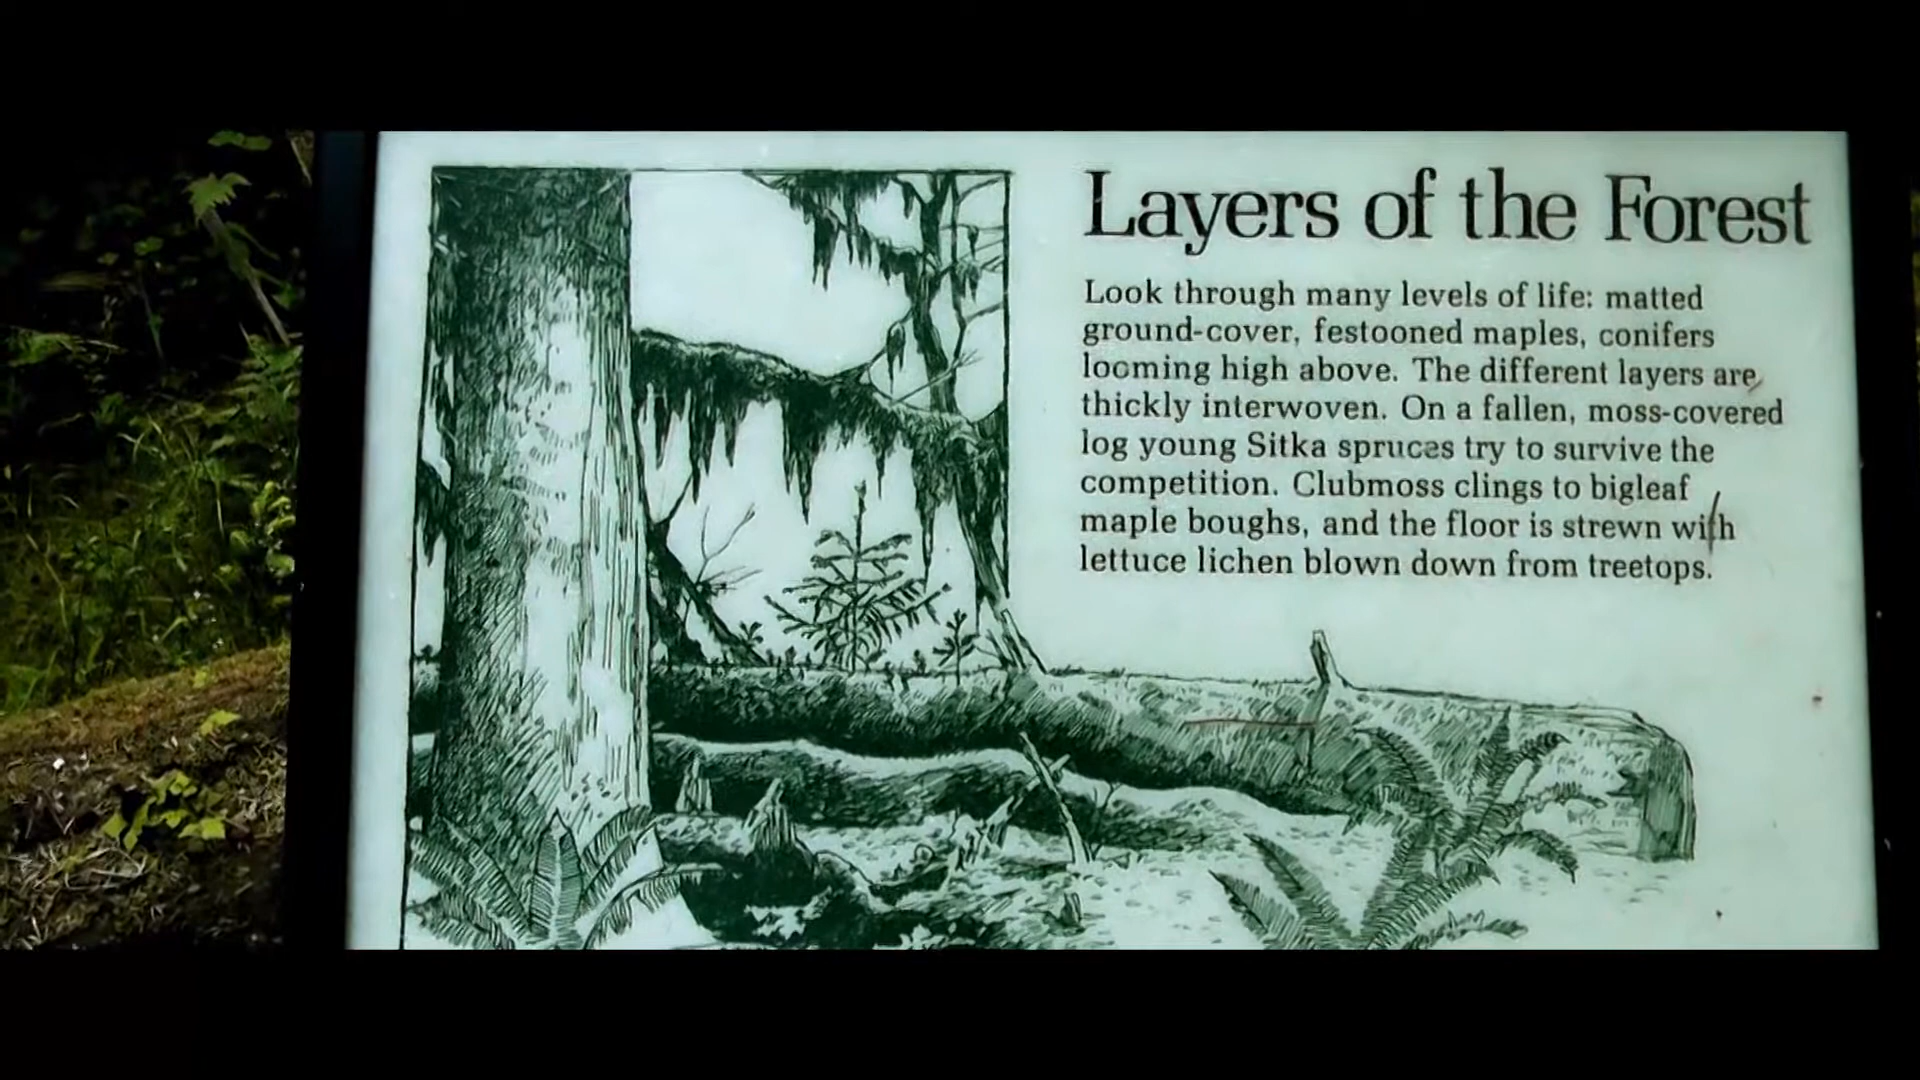 Layers of the Forest
Look through many levels of life: matted
ground-cover, festooned maples, conifers
looming high above. The different layers are
thickly interwoven. On a fallen, moss-covered
log young Sitka spruces try to survive the
competition. Clubmoss clings to bigleaf
maple boughs, and the floor is strewn with
lettuce lichen blown down from treetops.